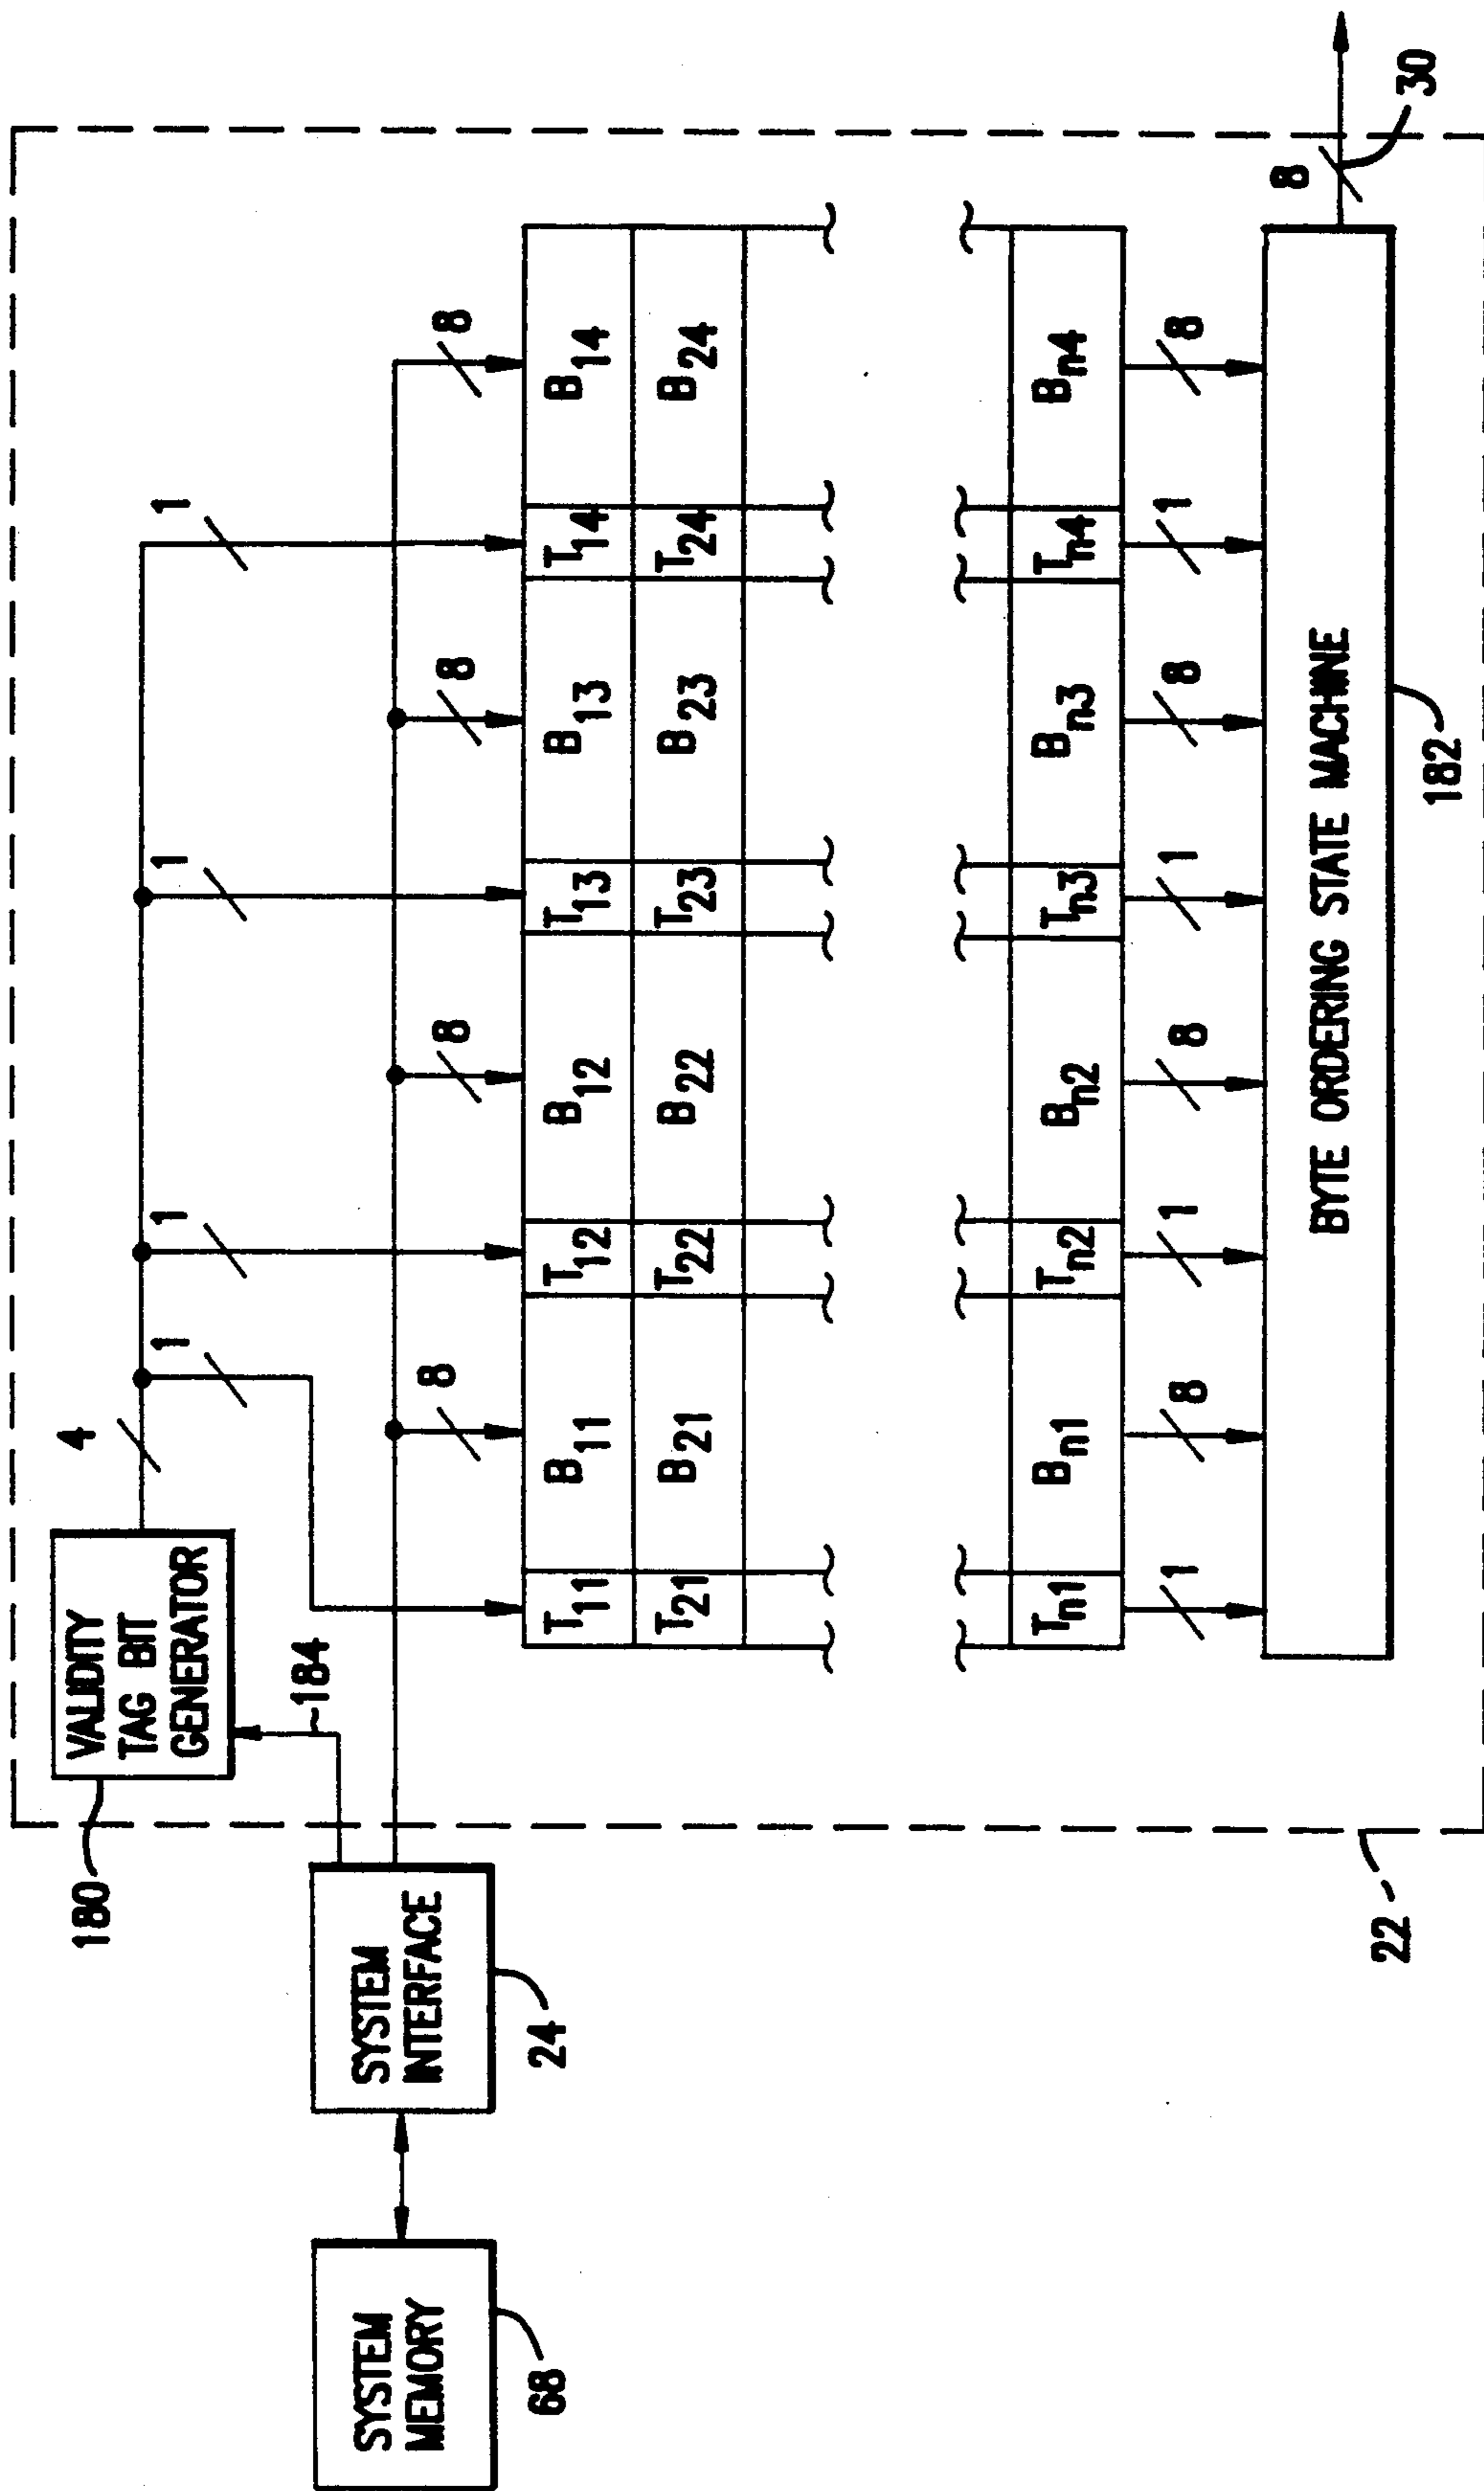 SYSTEM
MEMORY
68
SYSTEM
INTERFACE
24
184
180
VALIDITY
TAG BIT
GENERATOR
4
1
1
1
1
8
8
8
8
T11 B11 T12 B12 T13 B13 T14 B14
T21 B21 T22 B22 T23 B23 T24 B24
Tn1 Bn1 Tn2 Bn2 Tn3 Bn3 Tn4 Bn4
1 8 1 8 1 8 1 8
BYTE ORDERING STATE MACHINE
182
8
30
22